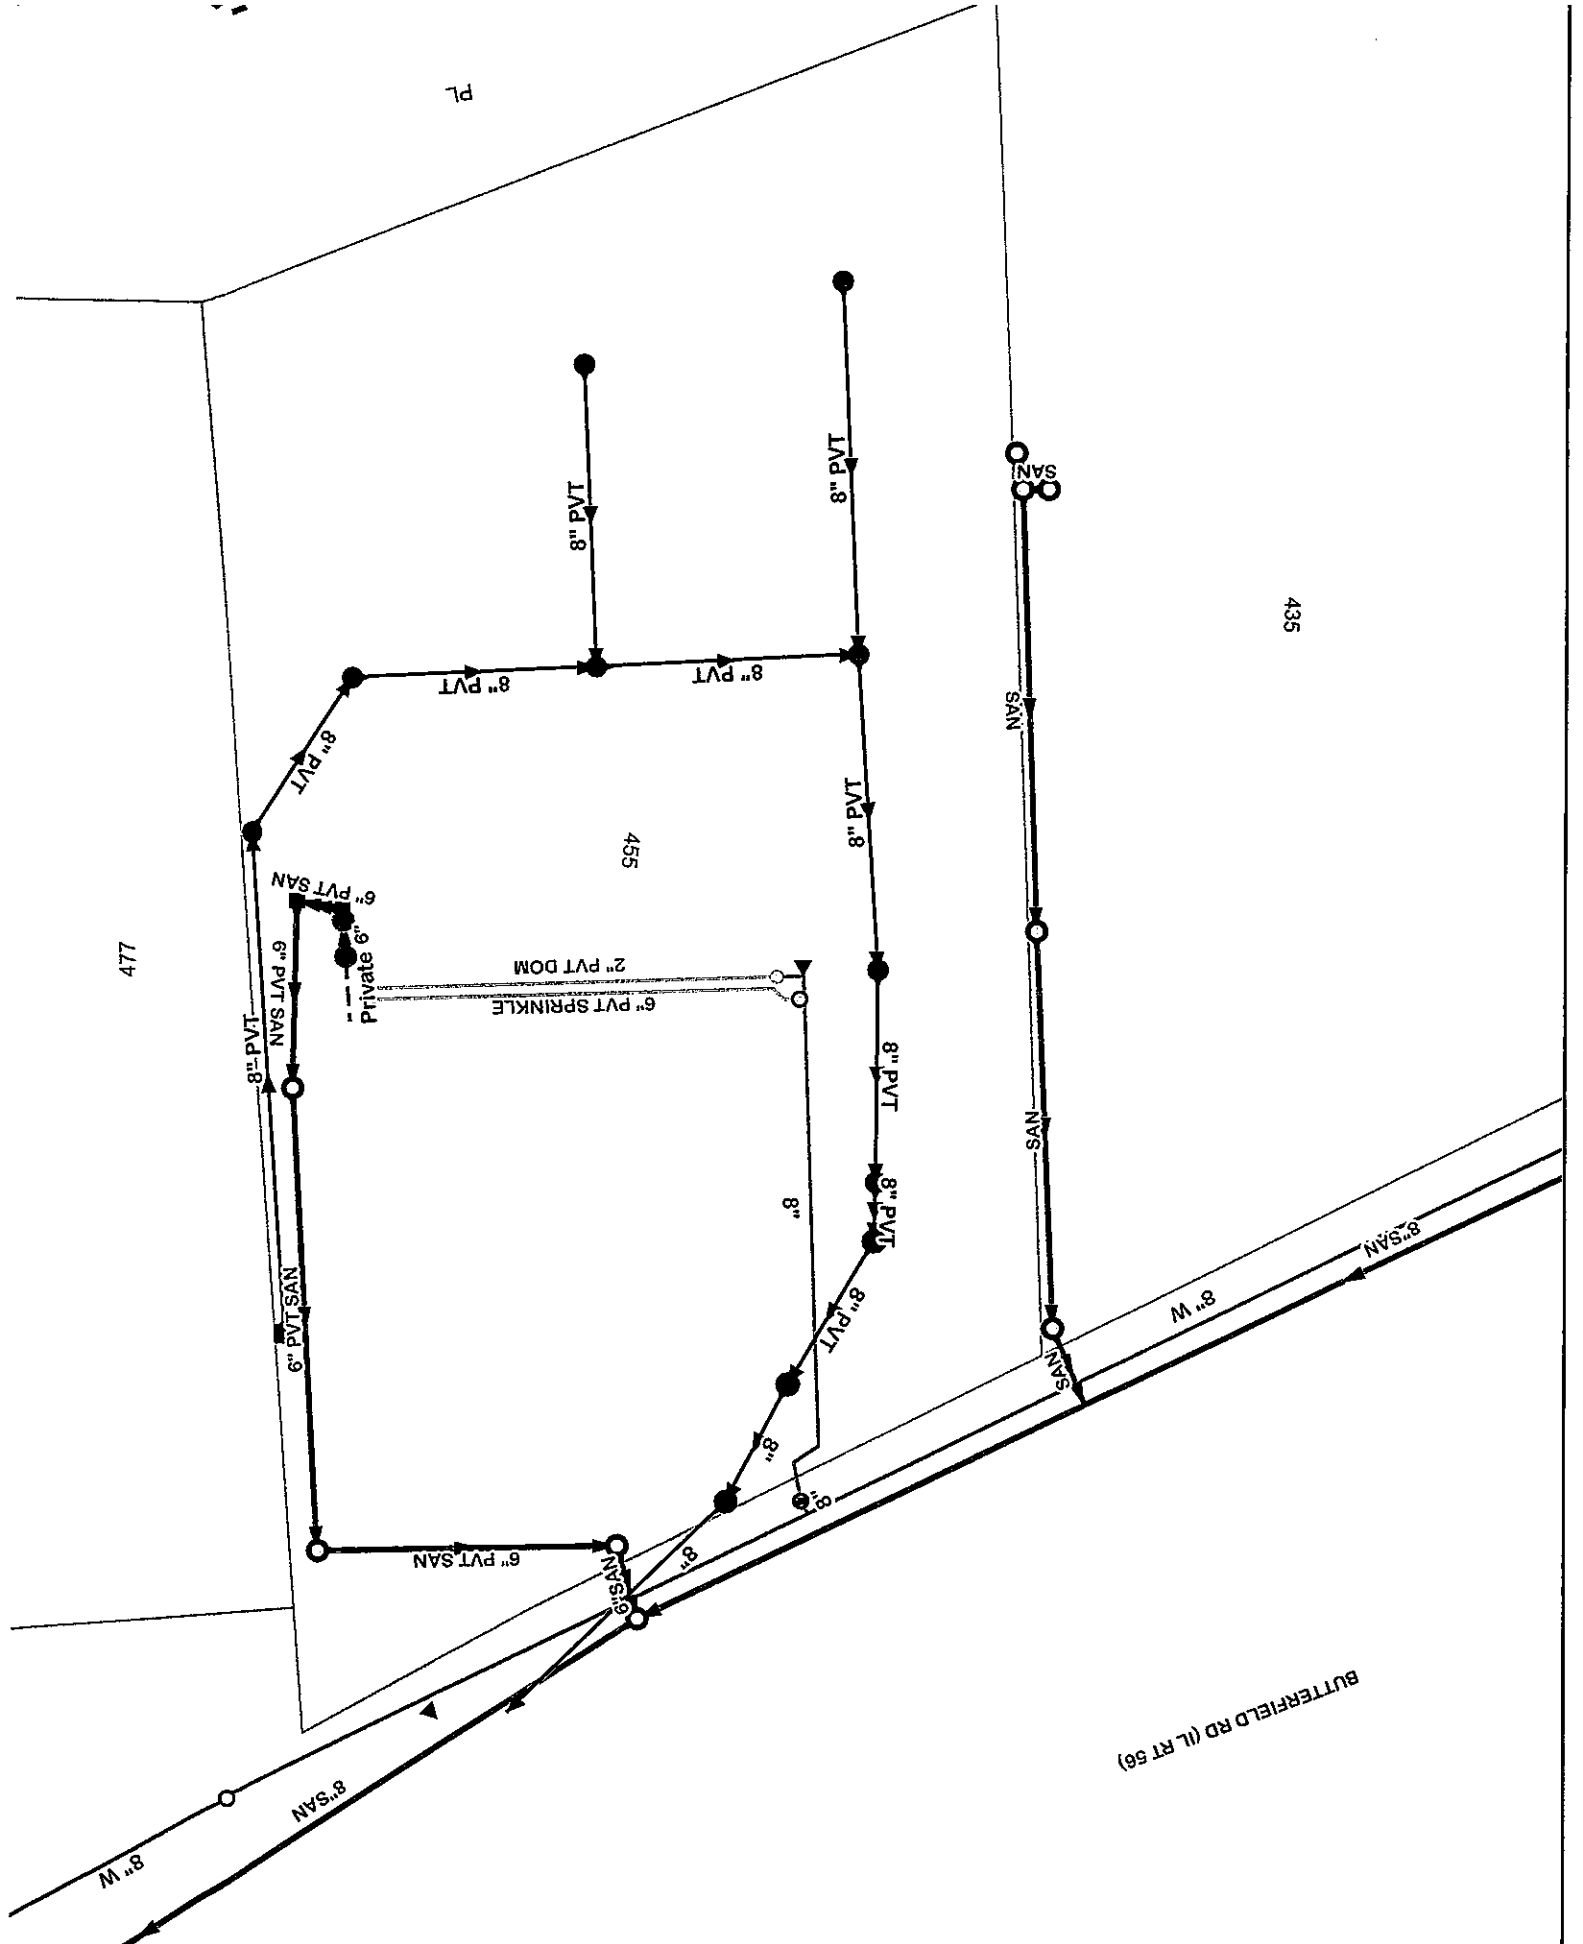 PL
8" PVT
8" PVT
SAN
435
8" PVT
8" PVT
SAN
8" PVT
8" PVT
455
6" PVT SAN
477
Private 6"
6" PVT SAN
2" PVT DOM
6" PVT SPRINKLE
8" PVT
8" PVT
SAN
8"
8" PVT
8"SAN
8" W
6" PVT SAN
8" PVT
SAN
8"
8"
6" PVT SAN
8"
6"SAN
BUTTERFIELD RD (IL RT 56)
8"SAN
8" W